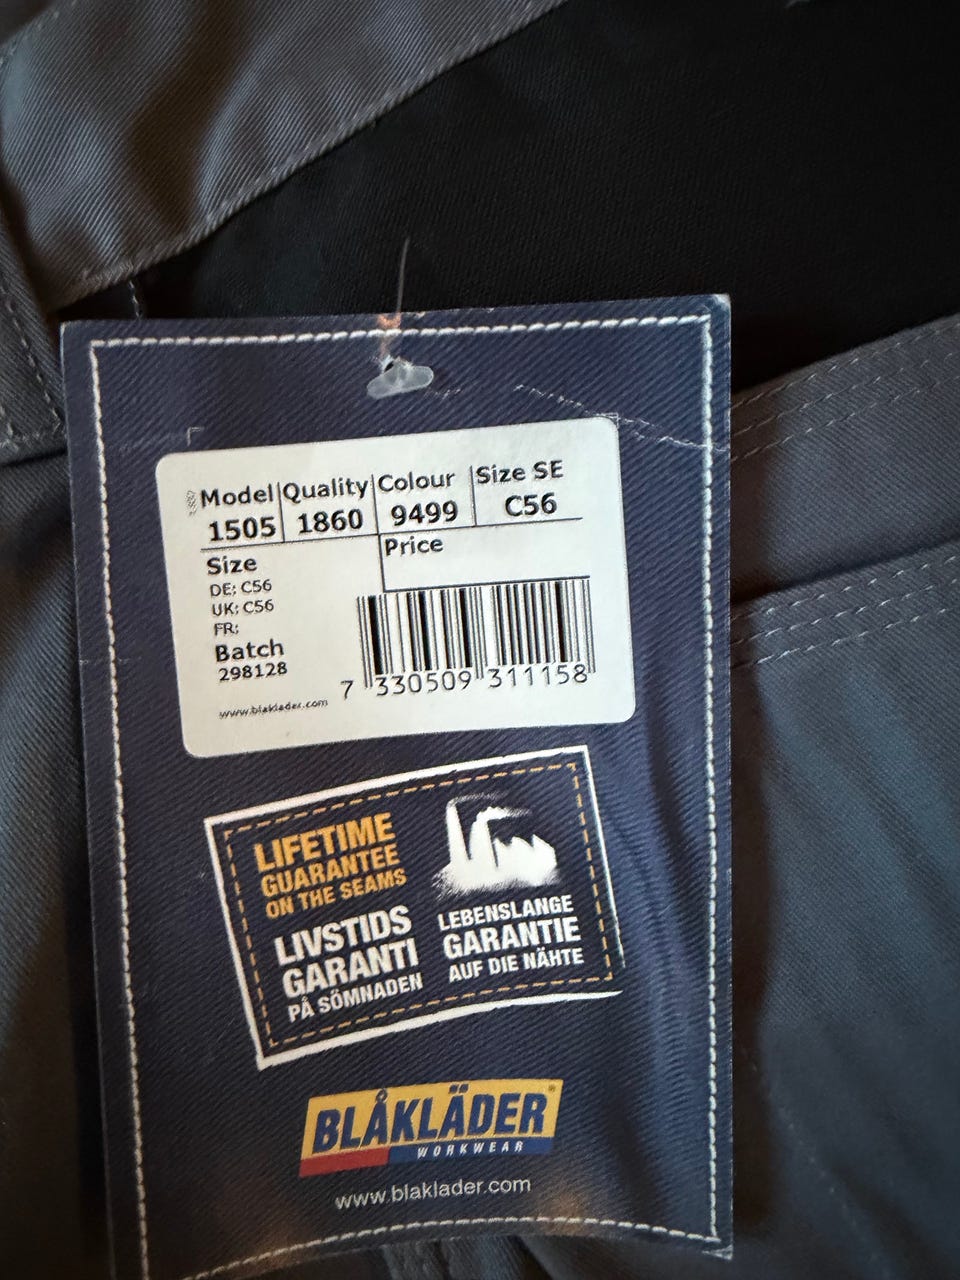 Model Quality Colour Size SE
1505 1860 9499 C56
Size
Price
DE: C56
UK: C56
FR:
Batch
298128
7 330509 311158
www.blaklader.com
LIFETIME
GUARANTEE
ON THE SEAMS
LIVSTIDS
GARANTI
PÅ SÖMNADEN
LEBENSLANGE
GARANTIE
AUF DIE NÄHTE
BLÅKLÄDER®
WORKWEAR
www.blaklader.com